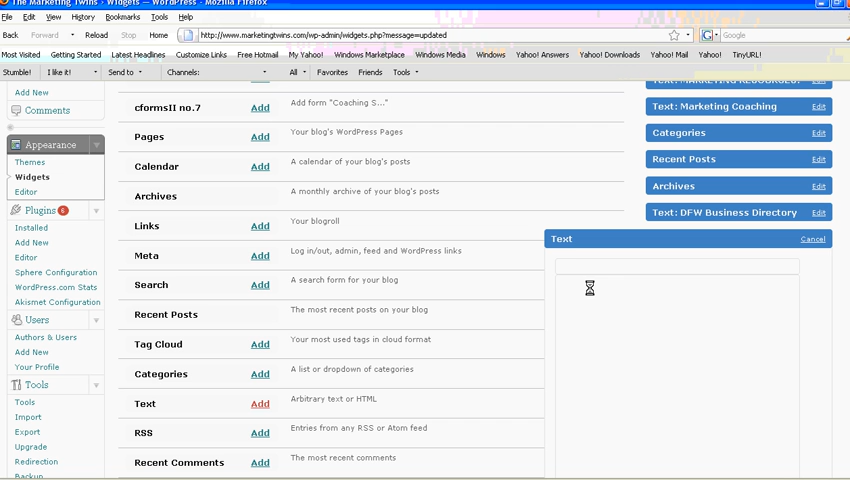 The Marketing Twins › Widgets — WordPress - Mozilla Firefox
File Edit View History Bookmarks Tools Help
Back Forward Reload Stop Home http://www.marketingtwins.com/wp-admin/widgets.php?message=updated Google
Most Visited Getting Started Latest Headlines Customize Links Free Hotmail My Yahoo! Windows Marketplace Windows Media Windows Yahoo! Answers Yahoo! Downloads Yahoo! Mail Yahoo! TinyURL!
Stumble! I like it! Send to Channels: All Favorites Friends Tools
Add New
Comments
Appearance
Themes
Widgets
Editor
Plugins 6
Installed
Add New
Editor
Sphere Configuration
WordPress.com Stats
Akismet Configuration
Users
Authors & Users
Add New
Your Profile
Tools
Tools
Import
Export
Upgrade
Redirection
Backup
cformsII no.7 Add Add form "Coaching S..."
Pages Add Your blog's WordPress Pages
Calendar Add A calendar of your blog's posts
Archives A monthly archive of your blog's posts
Links Add Your blogroll
Meta Add Log in/out, admin, feed and WordPress links
Search Add A search form for your blog
Recent Posts The most recent posts on your blog
Tag Cloud Add Your most used tags in cloud format
Categories Add A list or dropdown of categories
Text Add Arbitrary text or HTML
RSS Add Entries from any RSS or Atom feed
Recent Comments Add The most recent comments
Edit
Text: Marketing Coaching Edit
Categories Edit
Recent Posts Edit
Archives Edit
Text: DFW Business Directory Edit
Text Cancel